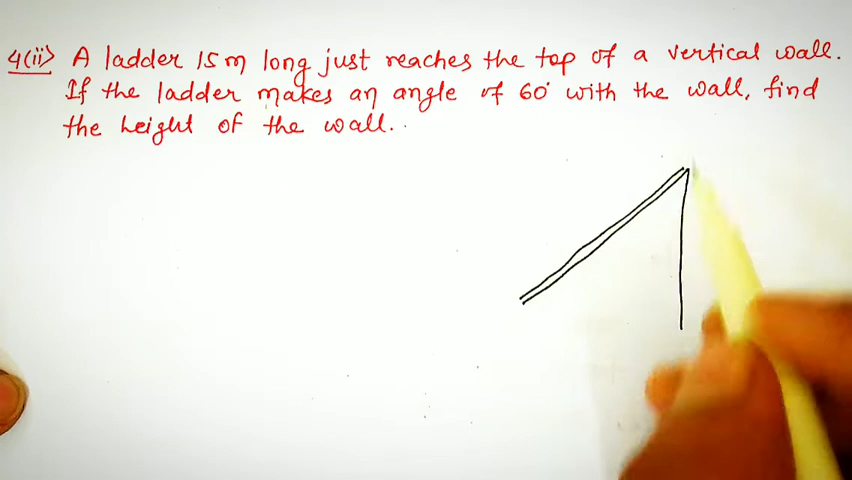 4(ii)> A ladder 15 m long just reaches the top of a vertical wall.
If the ladder makes an angle of 60° with the wall, find
the height of the wall.